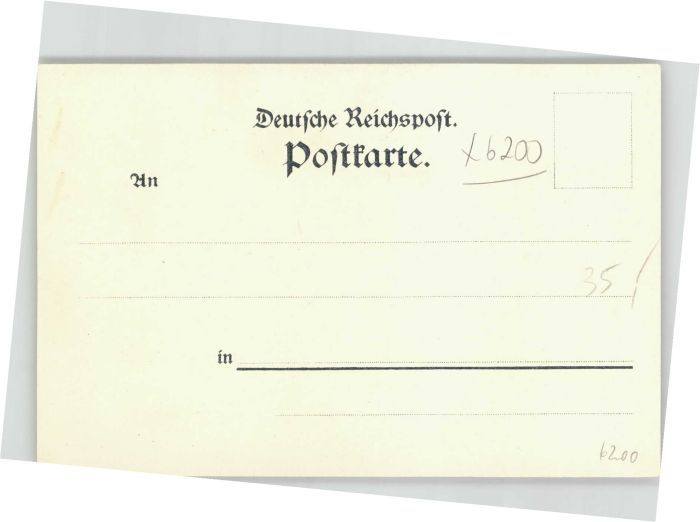 Deutsche Reichspost.
Postkarte.
x6200
An
35
in
6200